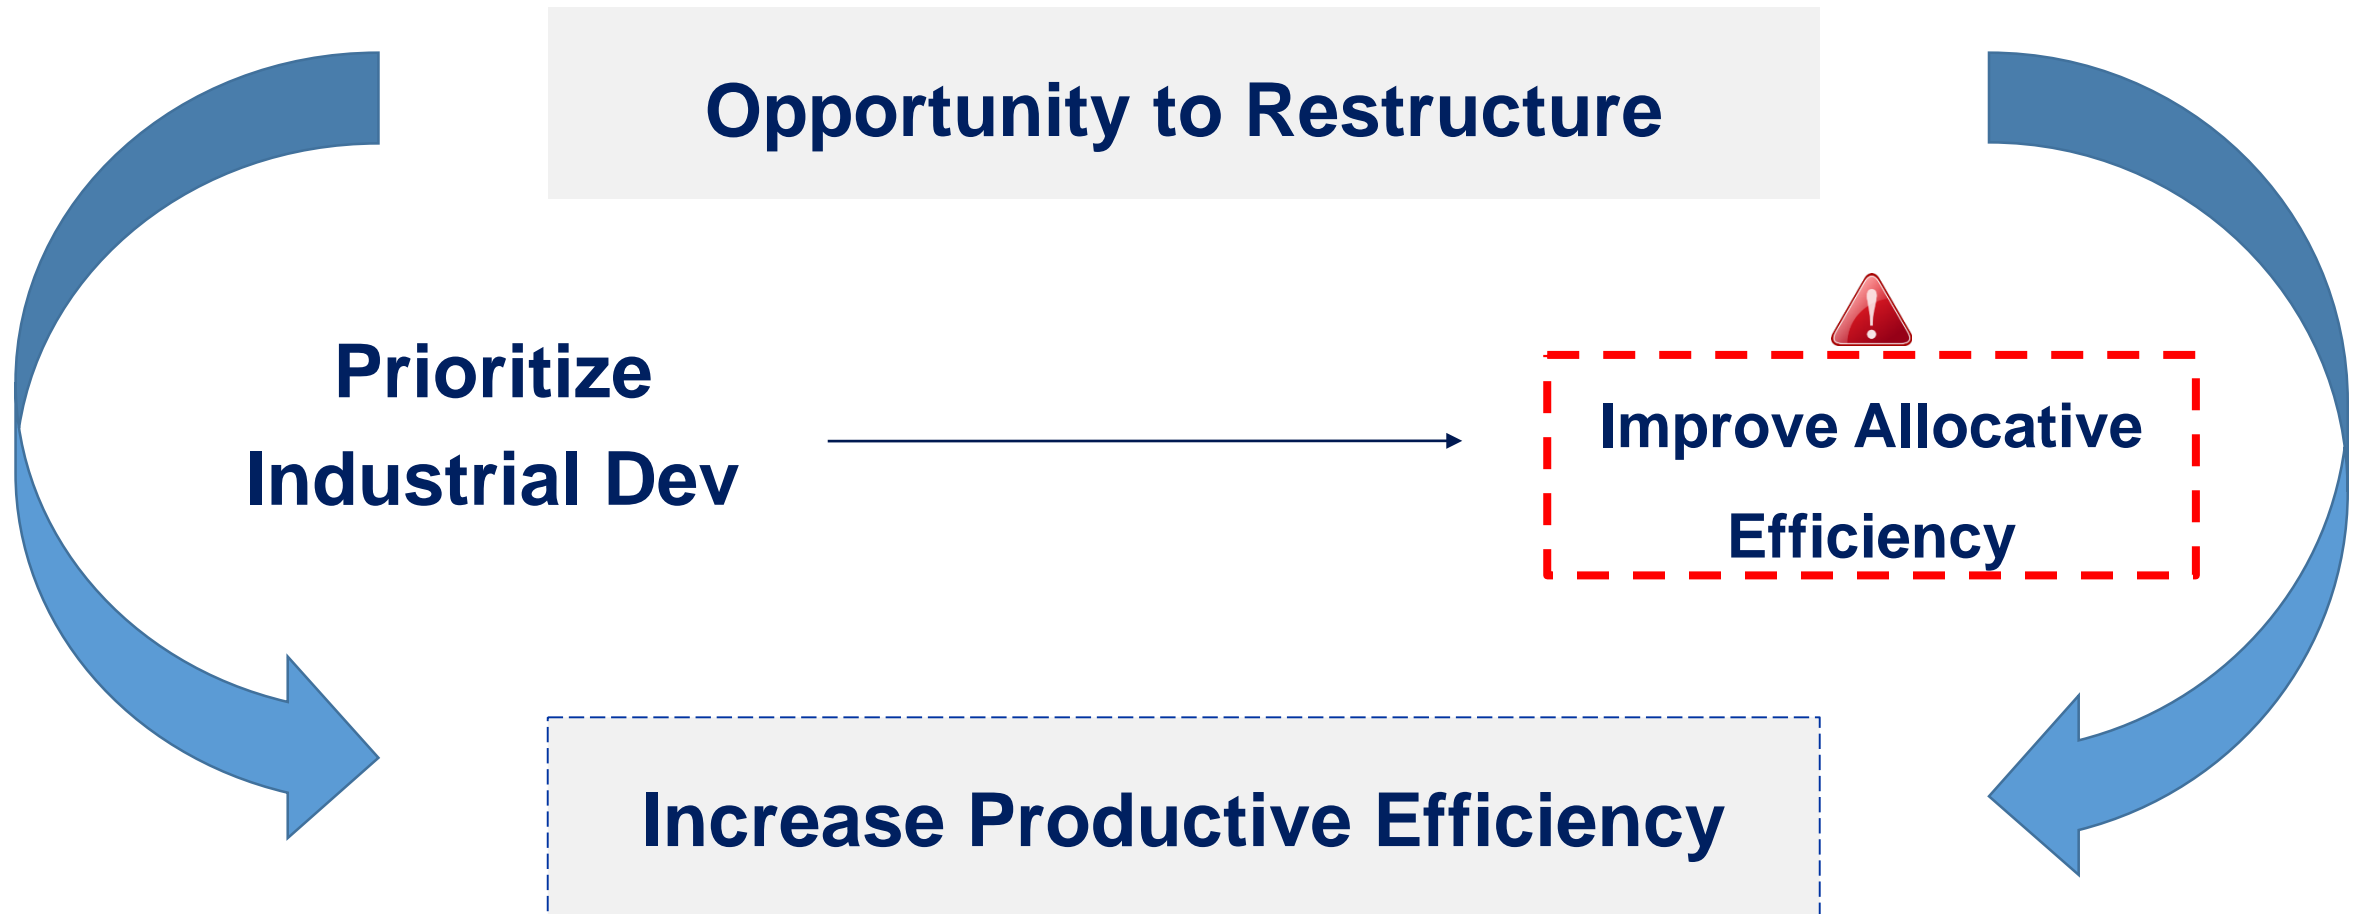 Opportunity to Restructure
Prioritize
Industrial Dev
Improve Allocative
Efficiency
Increase Productive Efficiency